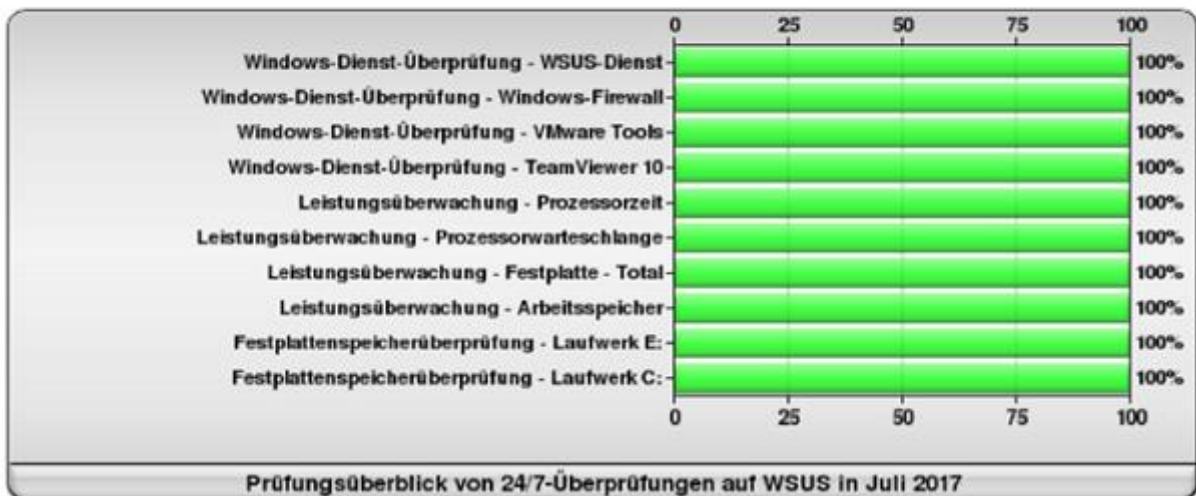 0 25 50 75 100
Windows-Dienst-Überprüfung - WSUS-Dienst 100%
Windows-Dienst-Überprüfung - Windows-Firewall 100%
Windows-Dienst-Überprüfung - VMware Tools 100%
Windows-Dienst-Überprüfung - TeamViewer 10 100%
Leistungsüberwachung - Prozessorzeit 100%
Leistungsüberwachung - Prozessorwarteschlange 100%
Leistungsüberwachung - Festplatte - Total 100%
Leistungsüberwachung - Arbeitsspeicher 100%
Festplattenspeicherüberprüfung - Laufwerk E: 100%
Festplattenspeicherüberprüfung - Laufwerk C: 100%
0 25 50 75 100
Prüfungsüberblick von 24/7-Überprüfungen auf WSUS in Juli 2017